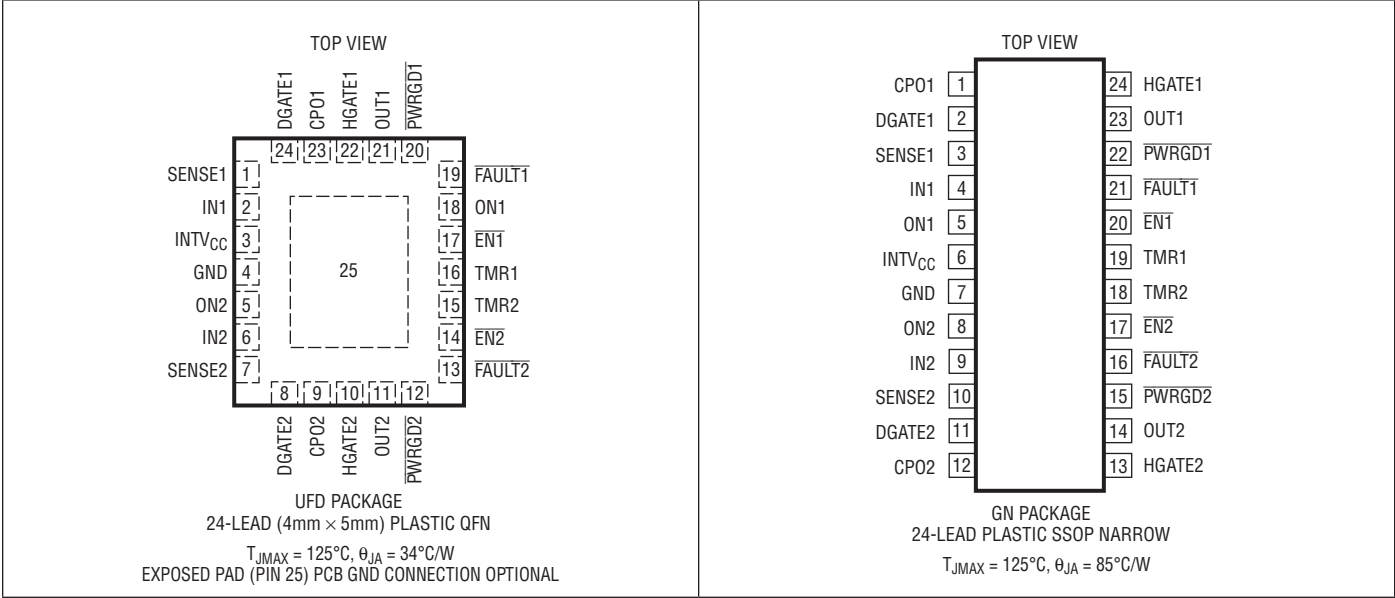 TOP VIEW
DGATE1
CPO1
HGATE1
OUT1
PWRGD1
24 23 22 21 20
SENSE1 1
IN1 2
INTVCC 3
GND 4
ON2 5
IN2 6
SENSE2 7
25
19 FAULT1
18 ON1
17 EN1
16 TMR1
15 TMR2
14 EN2
13 FAULT2
8 9 10 11 12
DGATE2
CPO2
HGATE2
OUT2
PWRGD2
UFD PACKAGE
24-LEAD (4mm × 5mm) PLASTIC QFN
TJMAX = 125°C, θJA = 34°C/W
EXPOSED PAD (PIN 25) PCB GND CONNECTION OPTIONAL
TOP VIEW
CPO1 1
DGATE1 2
SENSE1 3
IN1 4
ON1 5
INTVCC 6
GND 7
ON2 8
IN2 9
SENSE2 10
DGATE2 11
CPO2 12
24 HGATE1
23 OUT1
22 PWRGD1
21 FAULT1
20 EN1
19 TMR1
18 TMR2
17 EN2
16 FAULT2
15 PWRGD2
14 OUT2
13 HGATE2
GN PACKAGE
24-LEAD PLASTIC SSOP NARROW
TJMAX = 125°C, θJA = 85°C/W